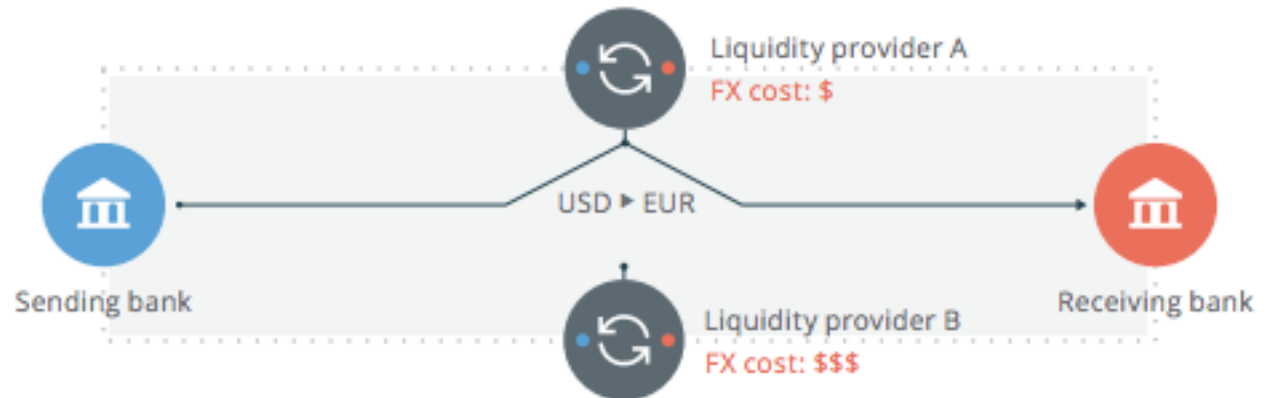 Liquidity provider A
FX cost: $
USD ▶ EUR
Sending bank
Receiving bank
Liquidity provider B
FX cost: $$$